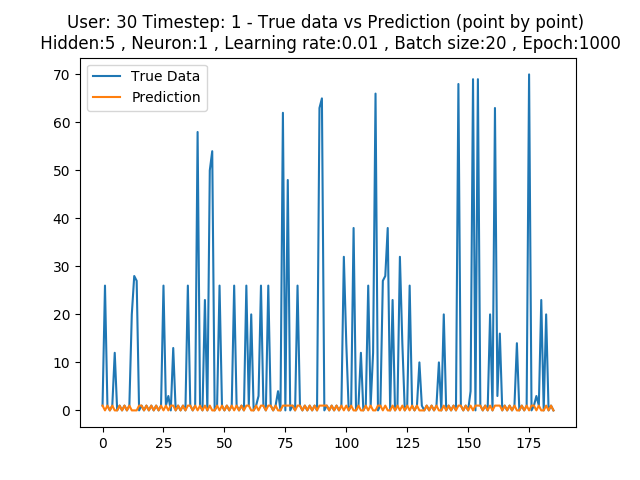 User: 30 Timestep: 1 - True data vs Prediction (point by point)
Hidden:5 , Neuron:1 , Learning rate:0.01 , Batch size:20 , Epoch:1000
True Data
Prediction
70
60
50
40
30
20
10
0
0 25 50 75 100 125 150 175